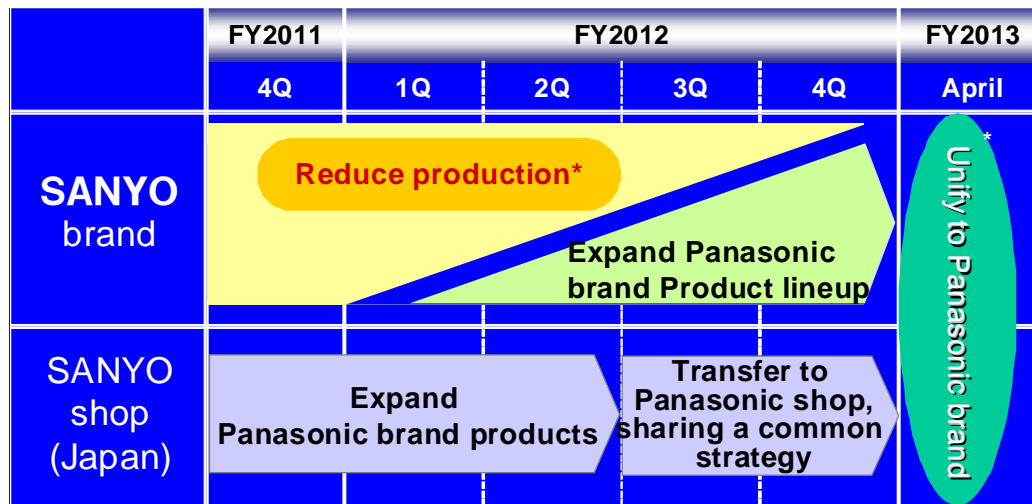 FY2011 FY2012 FY2013
4Q 1Q 2Q 3Q 4Q April
SANYO
brand
Reduce production*
Expand Panasonic
brand Product lineup
*
Unify to Panasonic brand
SANYO
shop
(Japan)
Expand
Panasonic brand products
Transfer to
Panasonic shop,
sharing a common
strategy